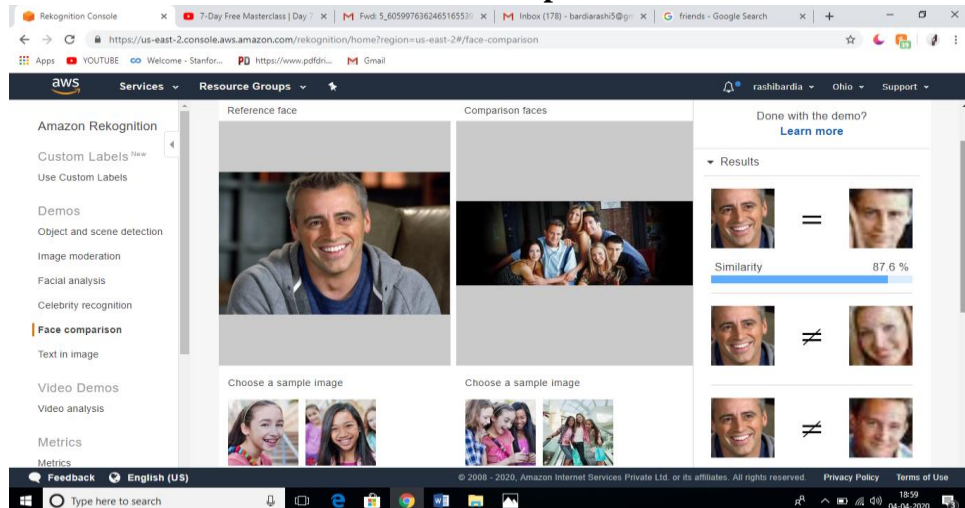 Rekognition Console
7-Day Free Masterclass | Day 7
Fwd: 5_6059976362465165539
Inbox (178) - bardiarashi5@gm
friends - Google Search
https://us-east-2.console.aws.amazon.com/rekognition/home?region=us-east-2#/face-comparison
Apps YOUTUBE Welcome - Stanfor... PD https://www.pdfdri... Gmail
aws Services Resource Groups rashibardia Ohio Support
Amazon Rekognition
Custom Labels New
Use Custom Labels
Demos
Object and scene detection
Image moderation
Facial analysis
Celebrity recognition
Face comparison
Text in image
Video Demos
Video analysis
Metrics
Metrics
Reference face
Comparison faces
Choose a sample image
Choose a sample image
Done with the demo?
Learn more
Results
=
Similarity 87.6 %
≠
≠
Feedback English (US) © 2008 - 2020, Amazon Internet Services Private Ltd. or its affiliates. All rights reserved. Privacy Policy Terms of Use
Type here to search
18:59
04-04-2020